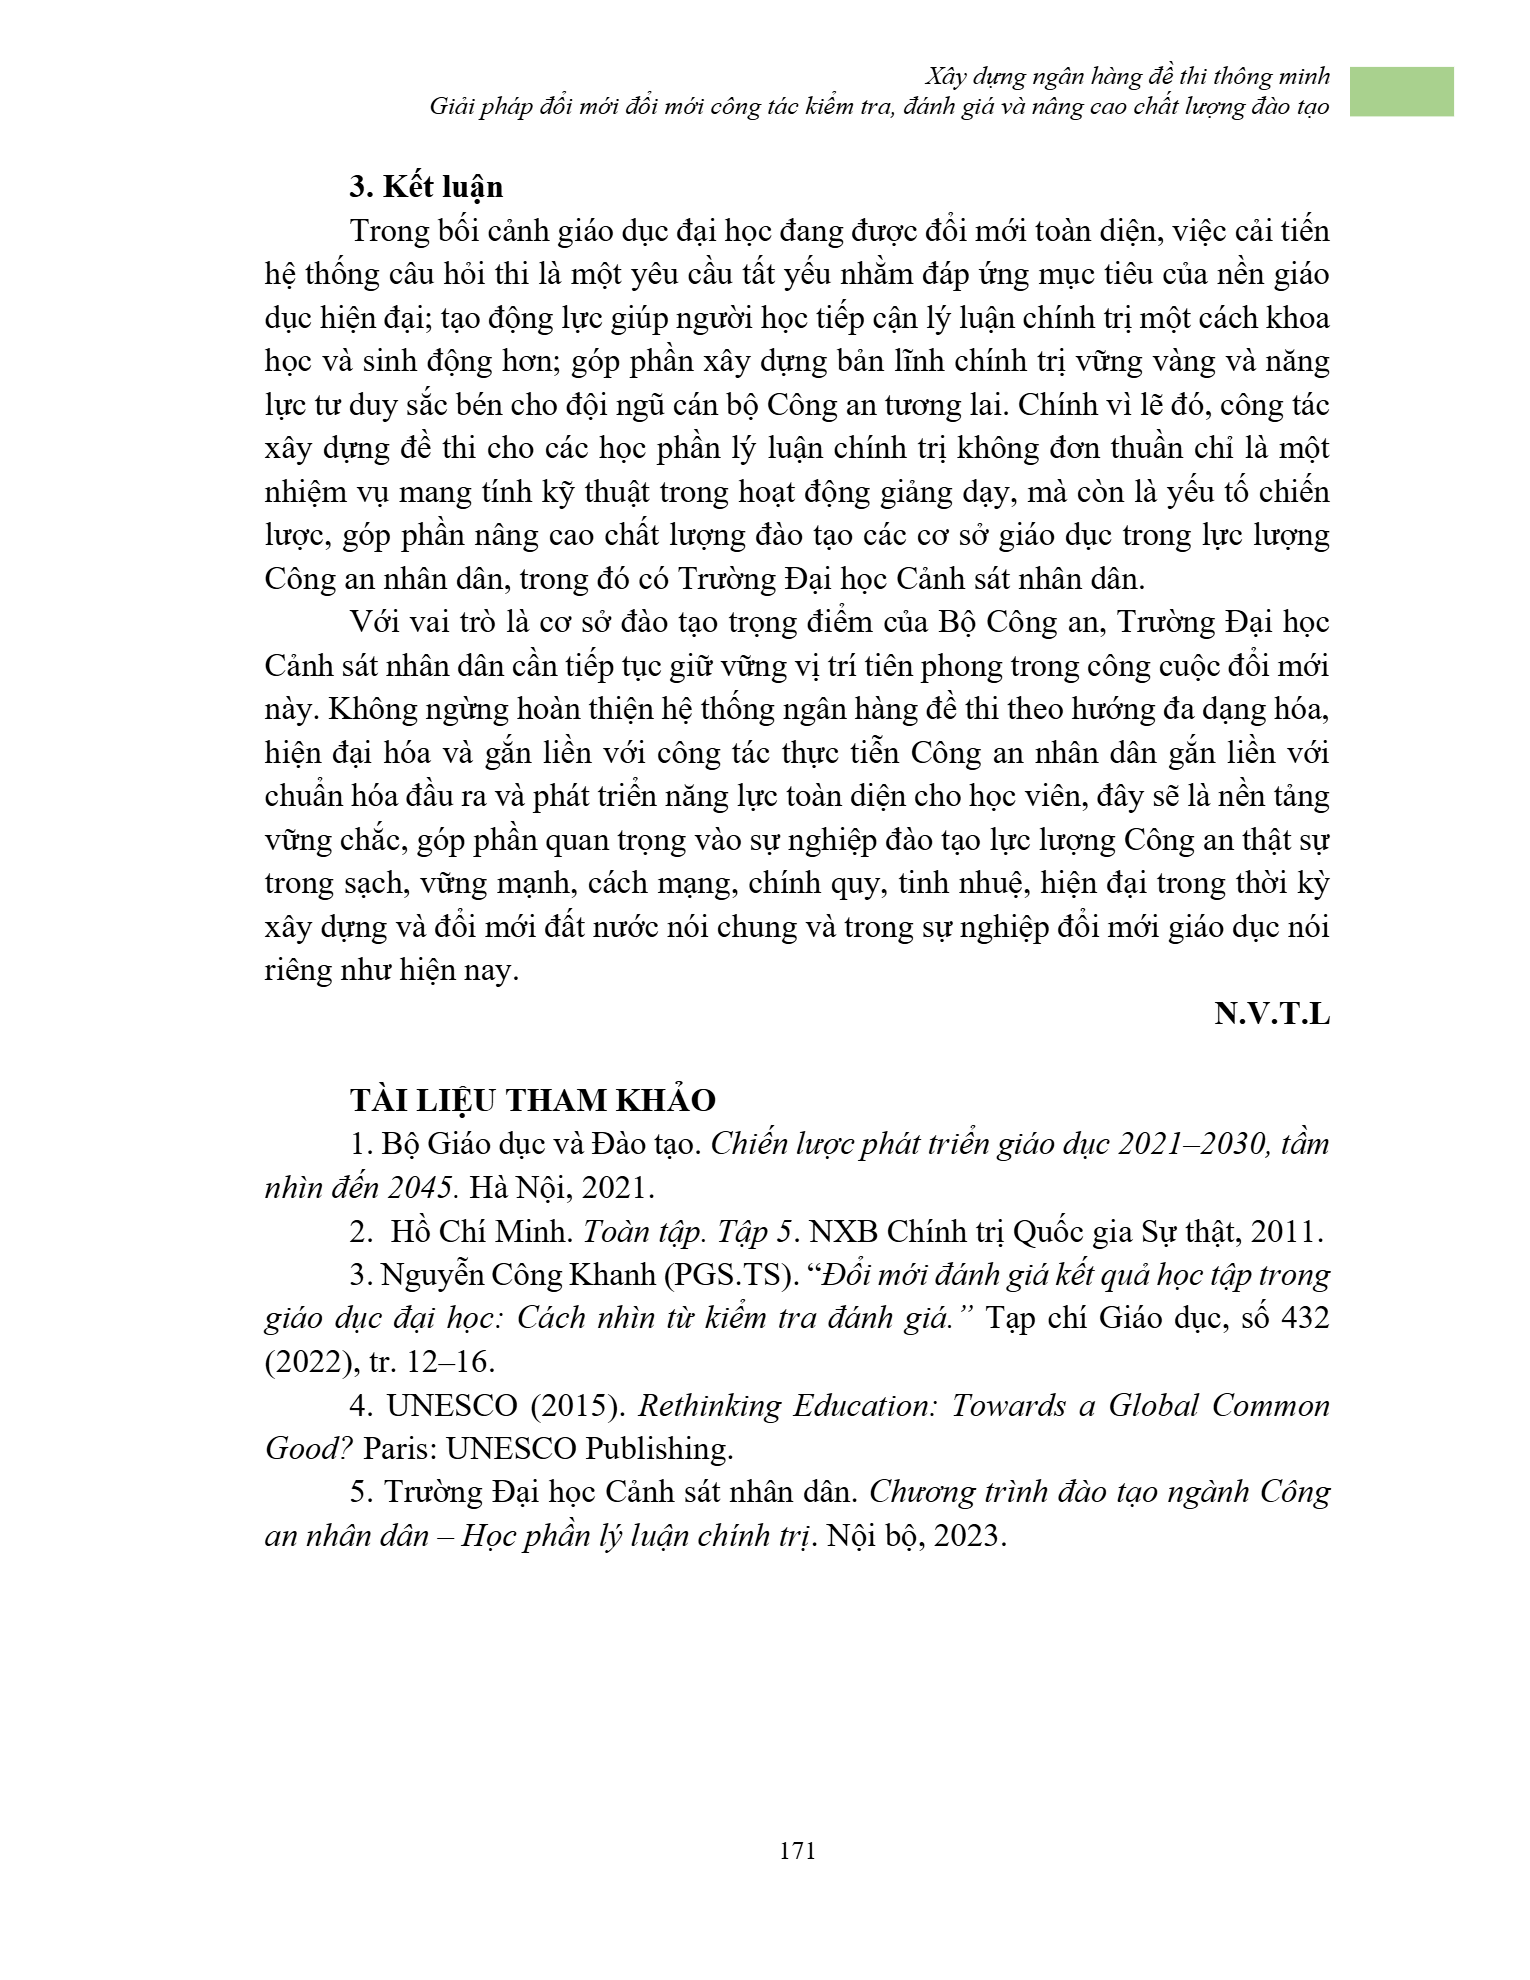 Xây dựng ngân hàng đề thi thông minh
Giải pháp đổi mới đổi mới công tác kiểm tra, đánh giá và nâng cao chất lượng đào tạo
3. Kết luận
Trong bối cảnh giáo dục đại học đang được đổi mới toàn diện, việc cải tiến
hệ thống câu hỏi thi là một yêu cầu tất yếu nhằm đáp ứng mục tiêu của nền giáo
dục hiện đại; tạo động lực giúp người học tiếp cận lý luận chính trị một cách khoa
học và sinh động hơn; góp phần xây dựng bản lĩnh chính trị vững vàng và năng
lực tư duy sắc bén cho đội ngũ cán bộ Công an tương lai. Chính vì lẽ đó, công tác
xây dựng đề thi cho các học phần lý luận chính trị không đơn thuần chỉ là một
nhiệm vụ mang tính kỹ thuật trong hoạt động giảng dạy, mà còn là yếu tố chiến
lược, góp phần nâng cao chất lượng đào tạo các cơ sở giáo dục trong lực lượng
Công an nhân dân, trong đó có Trường Đại học Cảnh sát nhân dân.
Với vai trò là cơ sở đào tạo trọng điểm của Bộ Công an, Trường Đại học
Cảnh sát nhân dân cần tiếp tục giữ vững vị trí tiên phong trong công cuộc đổi mới
này. Không ngừng hoàn thiện hệ thống ngân hàng đề thi theo hướng đa dạng hóa,
hiện đại hóa và gắn liền với công tác thực tiễn Công an nhân dân gắn liền với
chuẩn hóa đầu ra và phát triển năng lực toàn diện cho học viên, đây sẽ là nền tảng
vững chắc, góp phần quan trọng vào sự nghiệp đào tạo lực lượng Công an thật sự
trong sạch, vững mạnh, cách mạng, chính quy, tinh nhuệ, hiện đại trong thời kỳ
xây dựng và đổi mới đất nước nói chung và trong sự nghiệp đổi mới giáo dục nói
riêng như hiện nay.
N.V.T.L
TÀI LIỆU THAM KHẢO
1. Bộ Giáo dục và Đào tạo. Chiến lược phát triển giáo dục 2021–2030, tầm
nhìn đến 2045. Hà Nội, 2021.
2. Hồ Chí Minh. Toàn tập. Tập 5. NXB Chính trị Quốc gia Sự thật, 2011.
3. Nguyễn Công Khanh (PGS.TS). “Đổi mới đánh giá kết quả học tập trong
giáo dục đại học: Cách nhìn từ kiểm tra đánh giá.” Tạp chí Giáo dục, số 432
(2022), tr. 12–16.
4. UNESCO (2015). Rethinking Education: Towards a Global Common
Good? Paris: UNESCO Publishing.
5. Trường Đại học Cảnh sát nhân dân. Chương trình đào tạo ngành Công
an nhân dân – Học phần lý luận chính trị. Nội bộ, 2023.
171